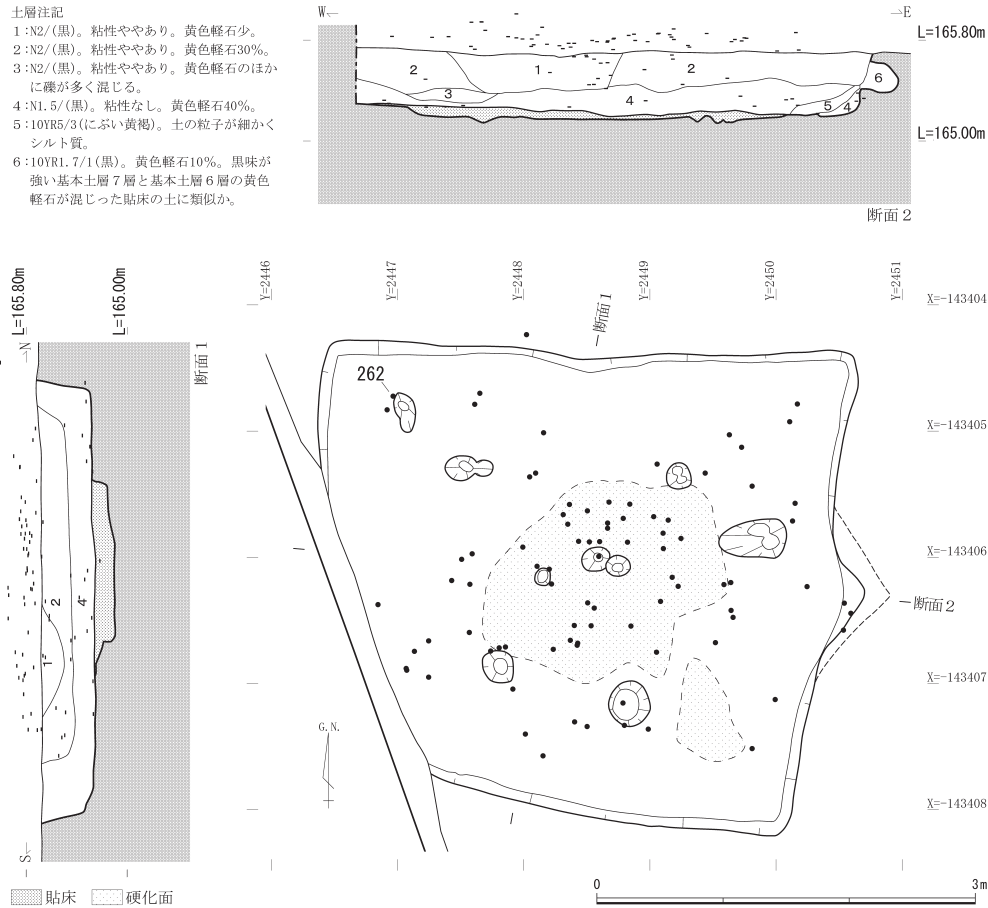 土層注記
1:N2/(黒)。粘性ややあり。黄色軽石少。
2:N2/(黒)。粘性ややあり。黄色軽石30%。
3:N2/(黒)。粘性ややあり。黄色軽石のほか
に礫が多く混じる。
4:N1.5/(黒)。粘性なし。黄色軽石40%。
5:10YR5/3(にぶい黄褐)。土の粒子が細かく
シルト質。
6:10YR1.7/1(黒)。黄色軽石10%。黒味が
強い基本土層7層と基本土層6層の黄色
軽石が混じった貼床の土に類似か。
W
E
L=165.80m
2
1
2
6
3
4
5
4
L=165.00m
断面2
L=165.80m
L=165.00m
N
断面1
2
4
1
S
Y=2446
Y=2447
Y=2448
Y=2449
Y=2450
Y=2451
断面1
X=-143404
262
X=-143405
X=-143406
断面2
X=-143407
G.N.
X=-143408
貼床
硬化面
0
3m